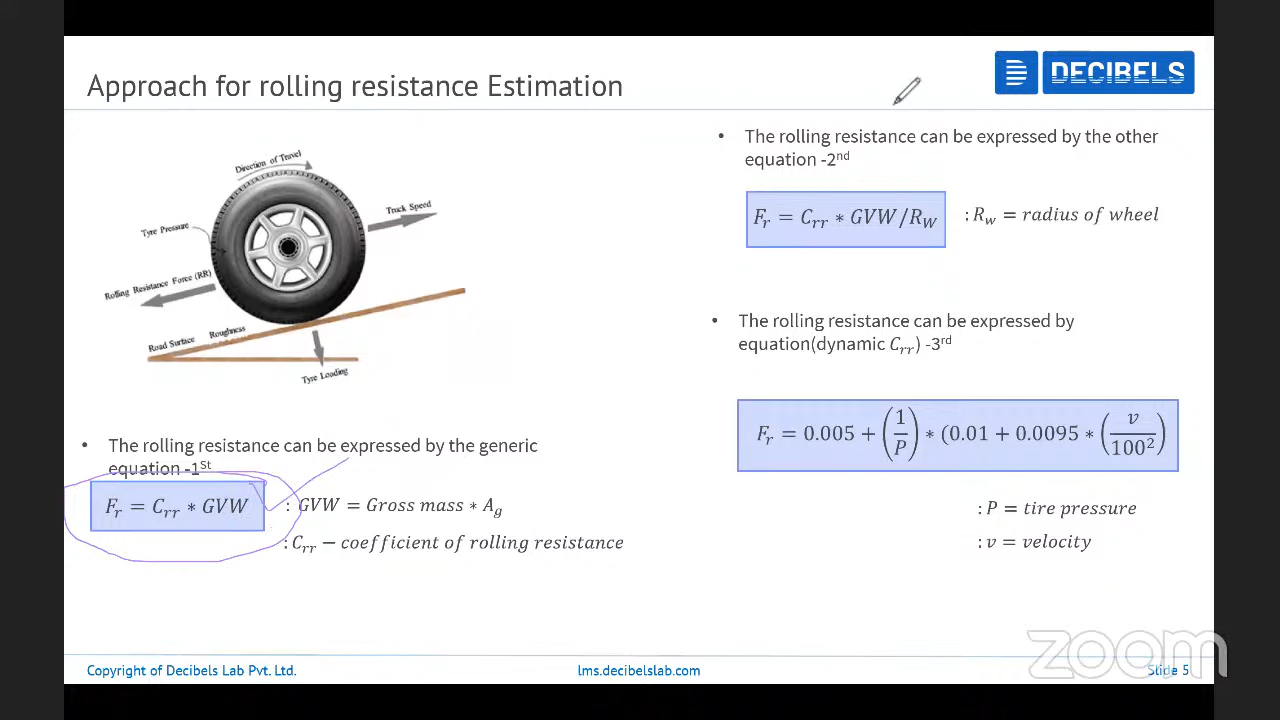 Approach for rolling resistance Estimation
DECIBELS
Direction of Travel
Truck Speed
Tyre Pressure
Rolling Resistance Force (RR)
Road Surface Roughness
Tyre Loading
• The rolling resistance can be expressed by the generic
equation -1St
Fr = Crr * GVW
: GVW = Gross mass * Ag
: Crr − coefficient of rolling resistance
• The rolling resistance can be expressed by the other
equation -2nd
Fr = Crr * GVW/RW
: Rw = radius of wheel
• The rolling resistance can be expressed by
equation(dynamic Crr) -3rd
Fr = 0.005 + (1/P) * (0.01 + 0.0095 * (v/100²)
: P = tire pressure
: v = velocity
Copyright of Decibels Lab Pvt. Ltd.
lms.decibelslab.com
Slide 5
zoom